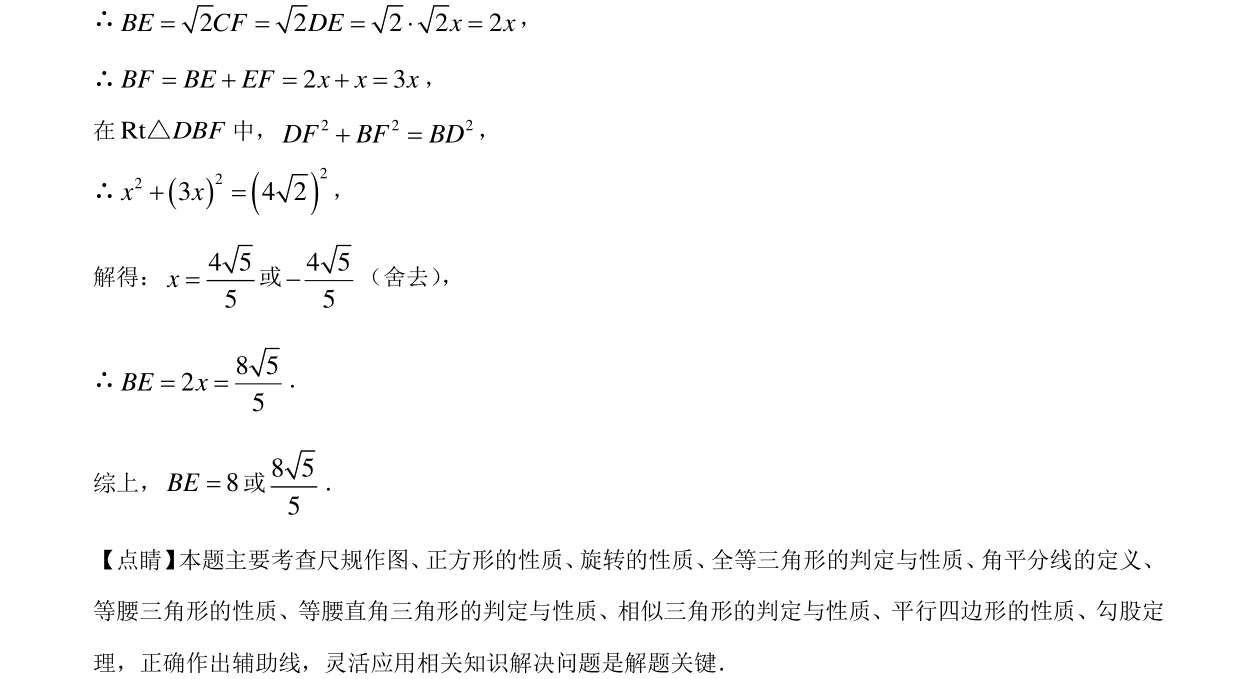 ∴ BE = √2CF = √2DE = √2 · √2x = 2x，
∴ BF = BE + EF = 2x + x = 3x，
在 Rt△DBF 中，DF² + BF² = BD²，
∴ x² + (3x)² = (4√2)²，
解得：x = 4√5/5 或 −4√5/5（舍去），
∴ BE = 2x = 8√5/5．
综上，BE = 8 或 8√5/5．
【点睛】本题主要考查尺规作图、正方形的性质、旋转的性质、全等三角形的判定与性质、角平分线的定义、
等腰三角形的性质、等腰直角三角形的判定与性质、相似三角形的判定与性质、平行四边形的性质、勾股定
理，正确作出辅助线，灵活应用相关知识解决问题是解题关键．